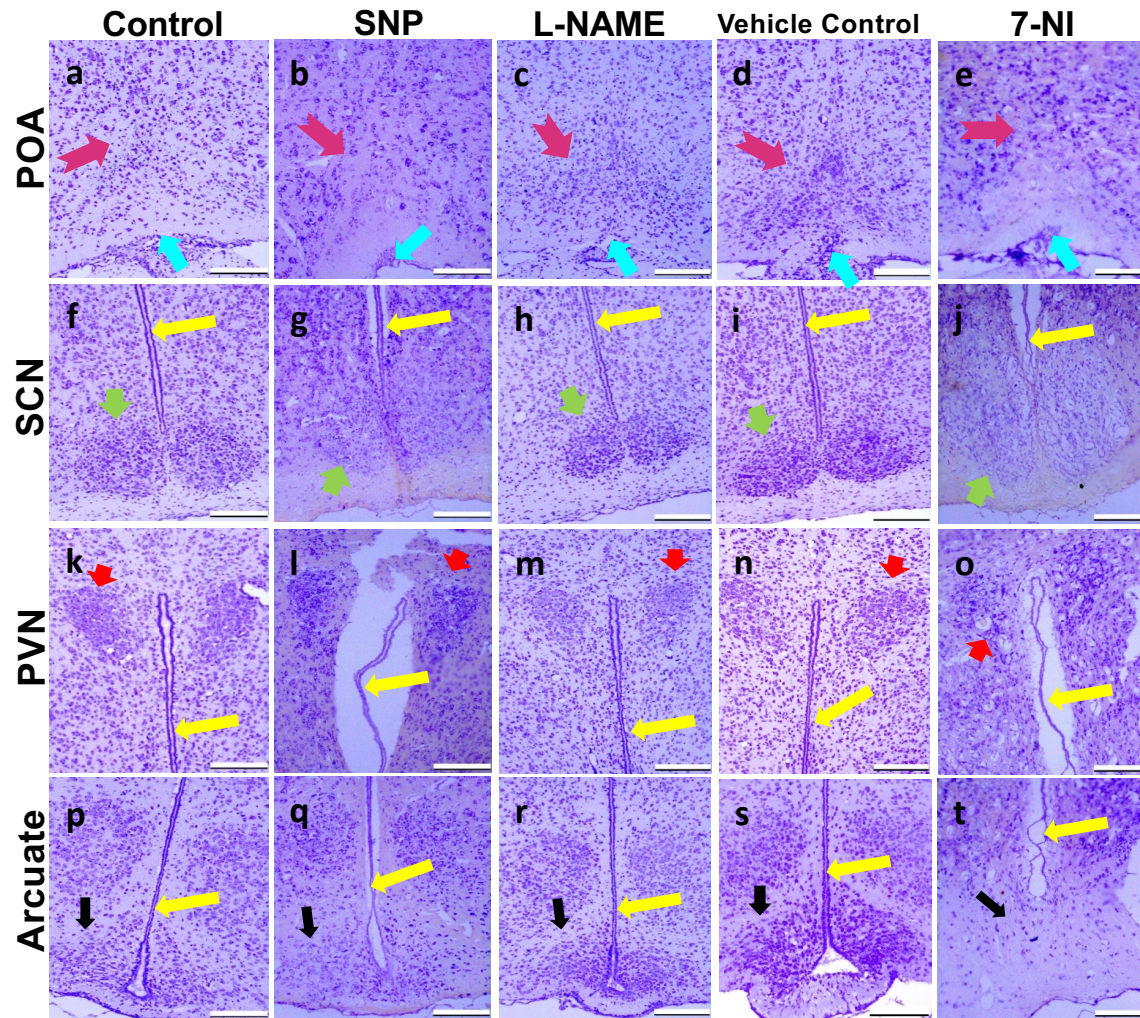 Control SNP L-NAME Vehicle Control 7-NI
POA
a b c d e
SCN
f g h i j
PVN
k l m n o
Arcuate
p q r s t